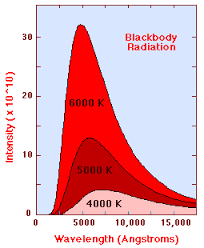 Blackbody
Radiation
Intensity ( x 10^10)
30
20
10
0
6000 K
5000 K
4000 K
0
5000
10,000
15,000
Wavelength (Angstroms)